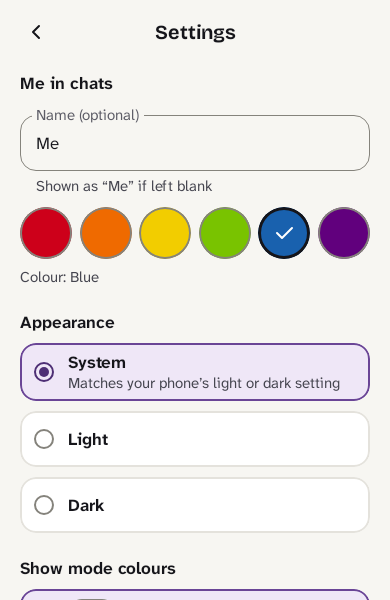 Settings
Me in chats
Name (optional)
Me
Shown as “Me” if left blank
Colour: Blue
Appearance
System
Matches your phone’s light or dark setting
Light
Dark
Show mode colours